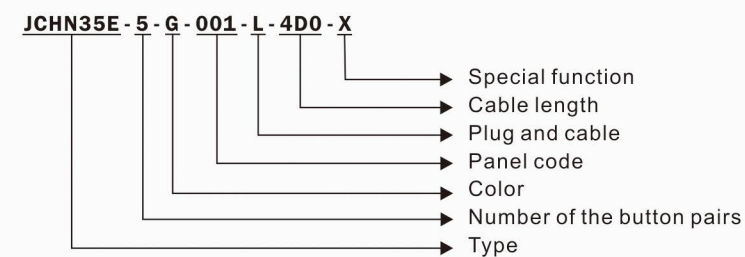 JCHN35E - 5 - G - 001 - L - 4D0 - X
Special function
Cable length
Plug and cable
Panel code
Color
Number of the button pairs
Type